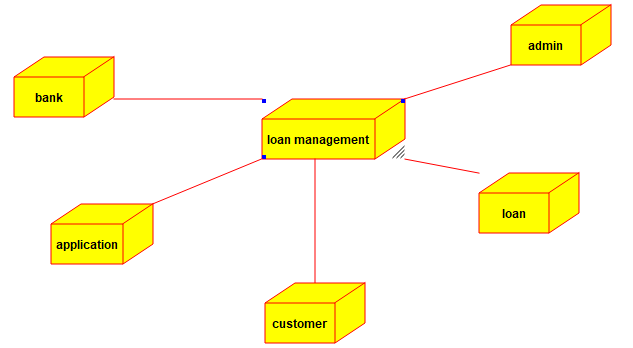 admin
bank
loan management
loan
application
customer